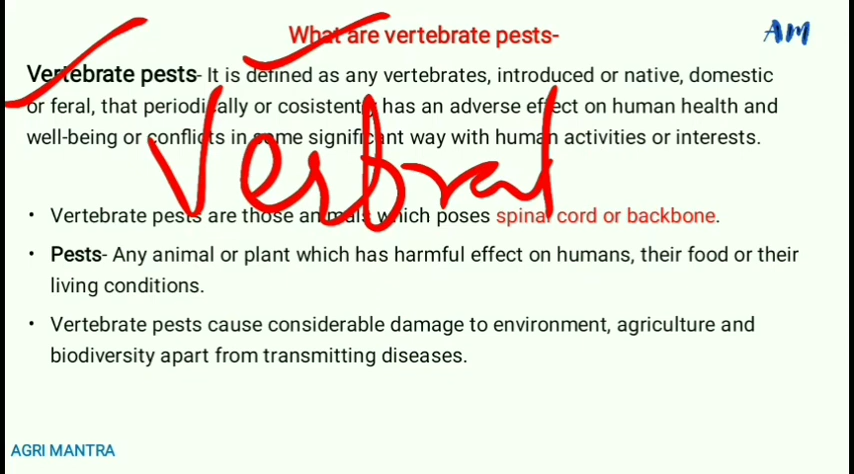 What are vertebrate pests-
AM
Vertebrate pests- It is defined as any vertebrates, introduced or native, domestic
or feral, that periodically or cosistenty has an adverse effect on human health and
well-being or conflicts in some significant way with human activities or interests.
Vertebral
• Vertebrate pests are those animals which poses spinal cord or backbone.
• Pests- Any animal or plant which has harmful effect on humans, their food or their
living conditions.
• Vertebrate pests cause considerable damage to environment, agriculture and
biodiversity apart from transmitting diseases.
AGRI MANTRA